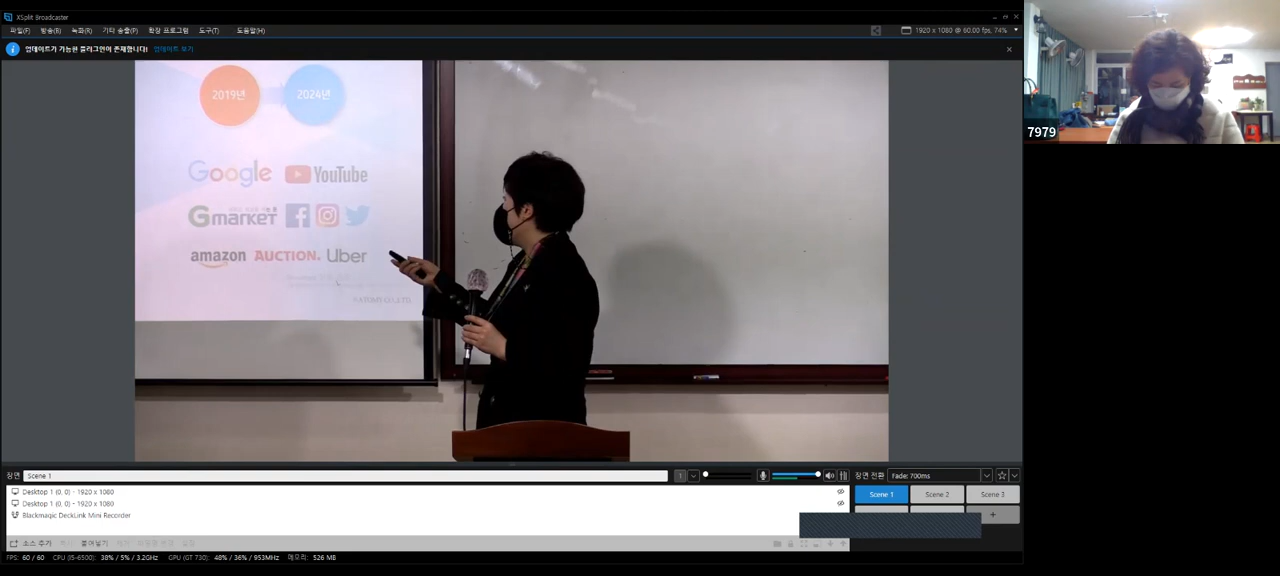 XSplit Broadcaster
파일(F) 방송(B) 녹화(R) 기타 송출(P) 확장 프로그램 도구(T) 도움말(H)
1920 x 1080 @ 60.00 fps, 74%
업데이트가 가능한 플러그인이 존재합니다! 업데이트 보기
2019년 2024년
Google YouTube
Gmarket
amazon AUCTION. Uber
7979
장면 Scene 1
1
장면 전환 Fade: 700ms
Desktop 1 (0, 0) - 1920 x 1080
Desktop 1 (0, 0) - 1920 x 1080
Blackmagic DeckLink Mini Recorder
Scene 1 Scene 2 Scene 3
소스 추가 붙여넣기
FPS: 60 / 60 CPU (i5-6500): 38% / 5% / 3.2GHz GPU (GT 730): 48% / 36% / 953MHz 메모리: 526 MB